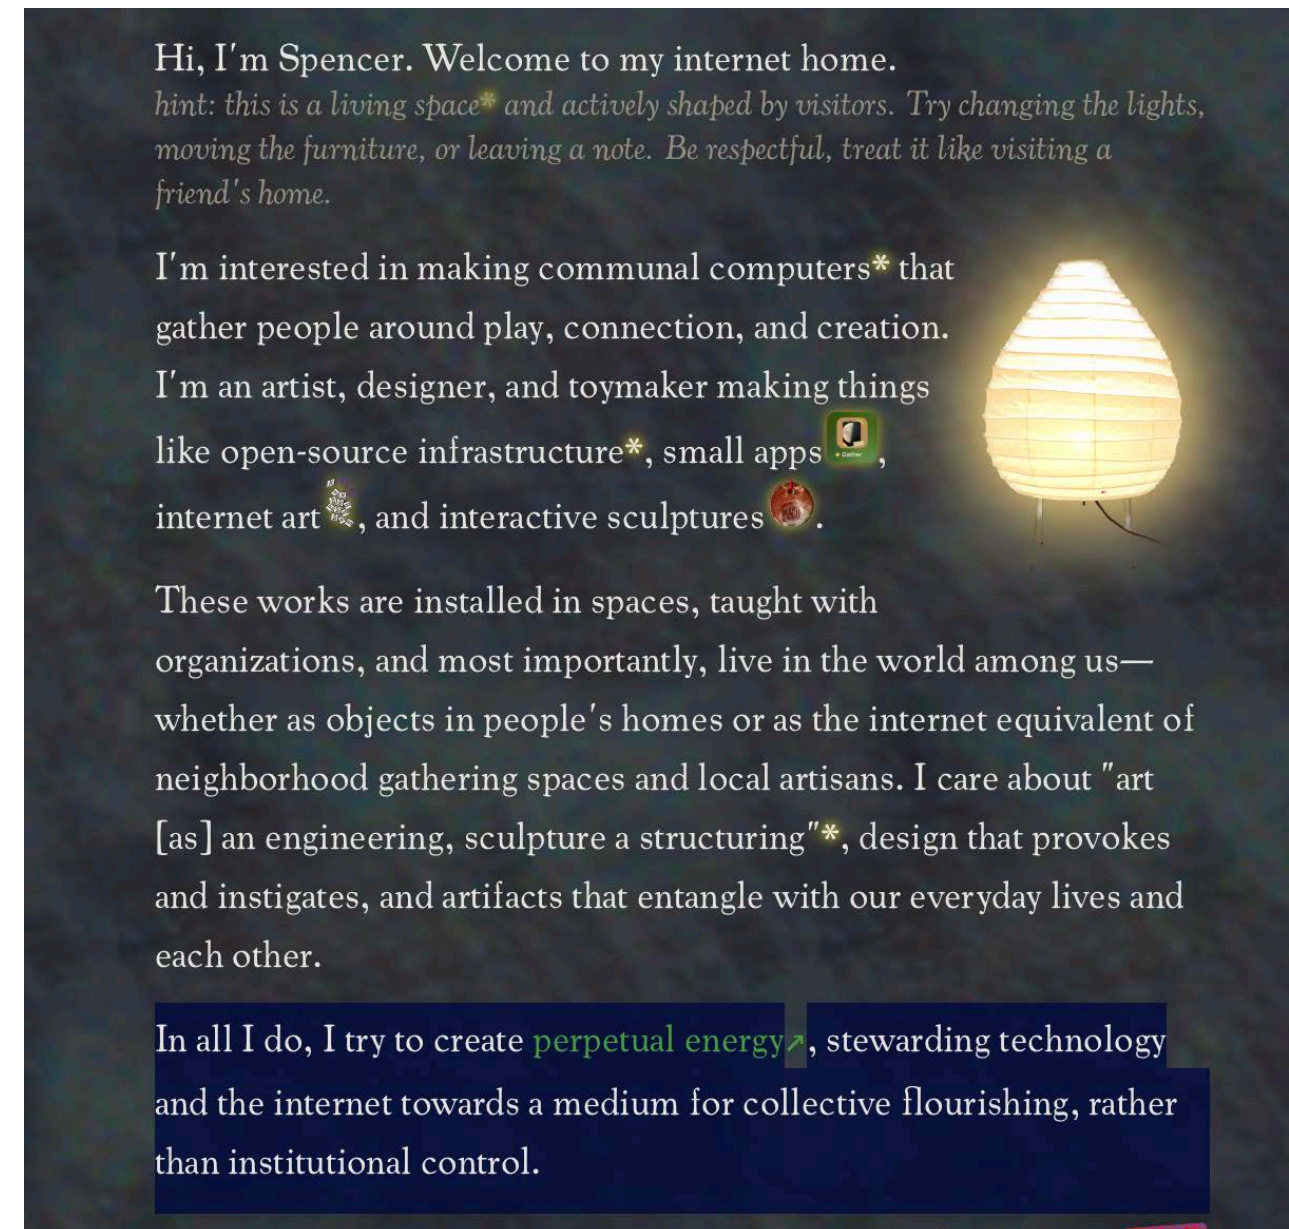 Hi, I'm Spencer. Welcome to my internet home.
hint: this is a living space* and actively shaped by visitors. Try changing the lights,
moving the furniture, or leaving a note. Be respectful, treat it like visiting a
friend's home.
I'm interested in making communal computers* that
gather people around play, connection, and creation.
I'm an artist, designer, and toymaker making things
like open-source infrastructure*, small apps Gather,
internet art, and interactive sculptures.
These works are installed in spaces, taught with
organizations, and most importantly, live in the world among us—
whether as objects in people's homes or as the internet equivalent of
neighborhood gathering spaces and local artisans. I care about "art
[as] an engineering, sculpture a structuring"*, design that provokes
and instigates, and artifacts that entangle with our everyday lives and
each other.
In all I do, I try to create perpetual energy↗, stewarding technology
and the internet towards a medium for collective flourishing, rather
than institutional control.